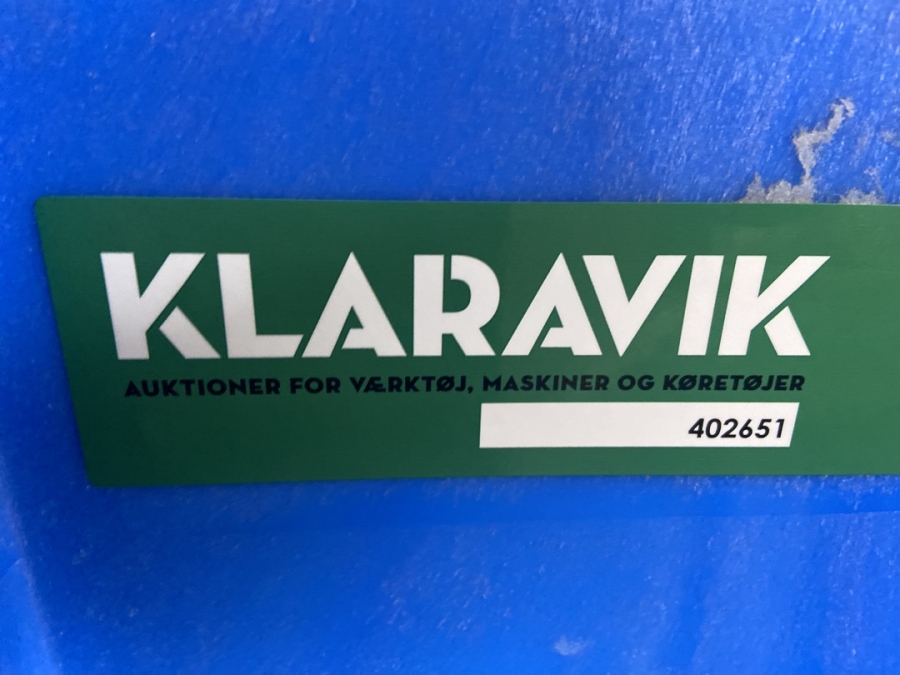 KLARAVIK
AUKTIONER FOR VÆRKTØJ, MASKINER OG KØRETØJER
402651